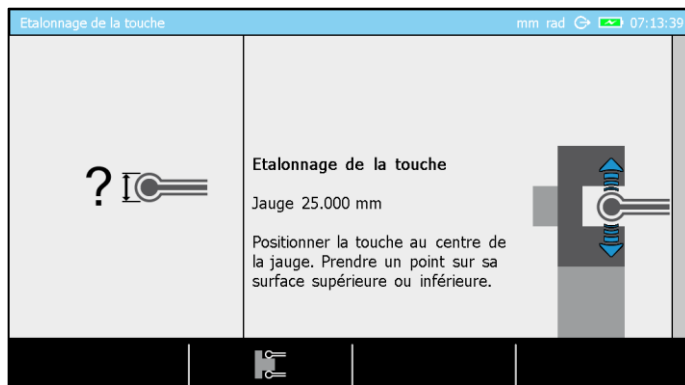 Etalonnage de la touche
mm rad 07:13:39
?
Etalonnage de la touche
Jauge 25.000 mm
Positionner la touche au centre de
la jauge. Prendre un point sur sa
surface supérieure ou inférieure.